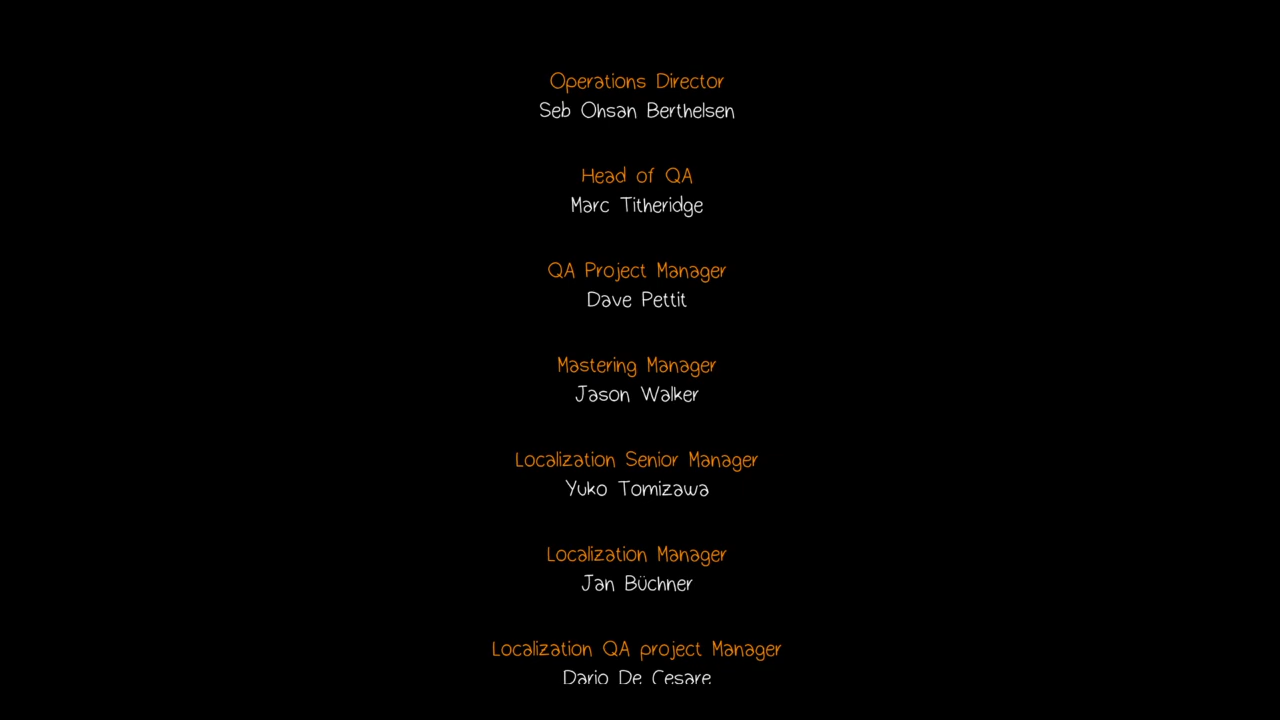 Operations Director
Seb Ohsan Berthelsen
Head of QA
Marc Titheridge
QA Project Manager
Dave Pettit
Mastering Manager
Jason Walker
Localization Senior Manager
Yuko Tomizawa
Localization Manager
Jan Büchner
Localization QA project Manager
Dario De Cesare